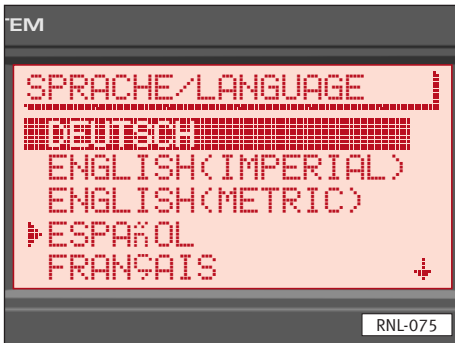 TEM
SPRACHE/LANGUAGE
DEUTSCH
ENGLISH(IMPERIAL)
ENGLISH(METRIC)
ESPAÑOL
FRANÇAIS
RNL-075